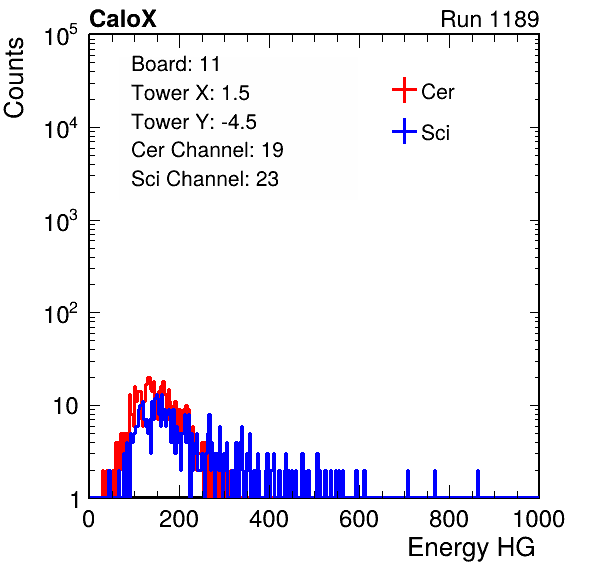 CaloX Run 1189
Counts
Board: 11
Tower X: 1.5
Tower Y: -4.5
Cer Channel: 19
Sci Channel: 23
Cer
Sci
10^5
10^4
10^3
10^2
10
1
0 200 400 600 800 1000
Energy HG